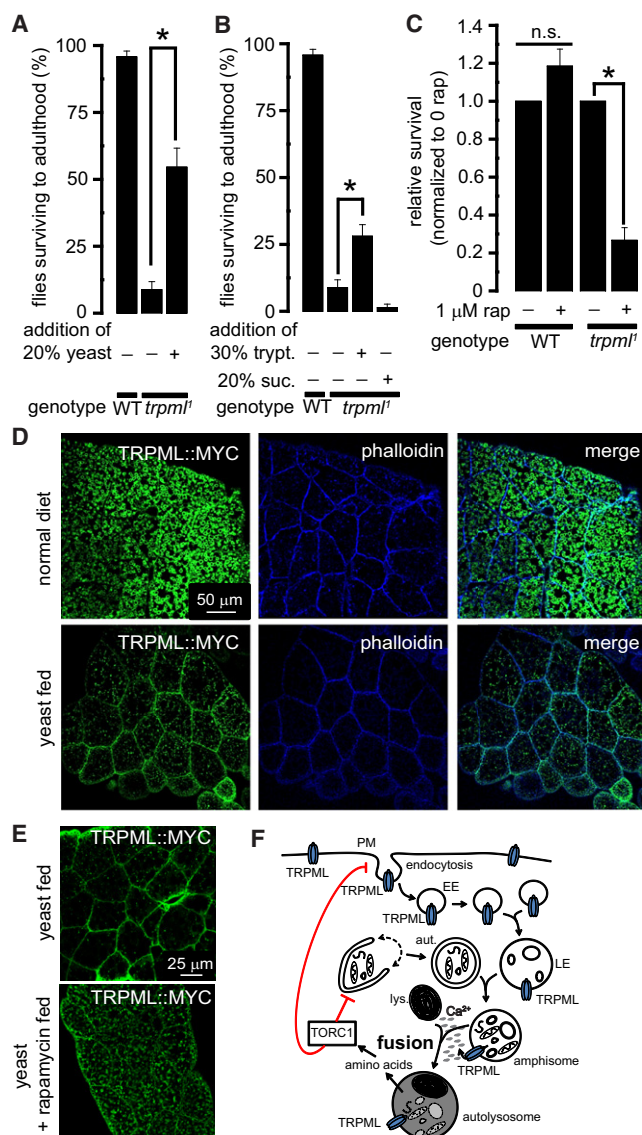 A
*
100
75
50
25
0
flies surviving to adulthood (%)
addition of
20% yeast – – +
genotype WT trpml¹
B
*
100
75
50
25
0
flies surviving to adulthood (%)
addition of
30% trypt. – – + –
20% suc. – – – +
genotype WT trpml¹
C
n.s.
*
1.4
1.2
1.0
0.8
0.6
0.4
0.2
0
relative survival
(normalized to 0 rap)
1 µM rap – + – +
genotype WT trpml¹
D
normal diet
TRPML::MYC
50 µm
phalloidin
merge
yeast fed
TRPML::MYC
phalloidin
merge
E
yeast fed
TRPML::MYC
25 µm
yeast
+ rapamycin fed
TRPML::MYC
F
PM
endocytosis
TRPML
TRPML
TRPML
EE
aut.
LE
TRPML
lys.
Ca²⁺
fusion
TORC1
amino acids
TRPML
amphisome
TRPML
autolysosome